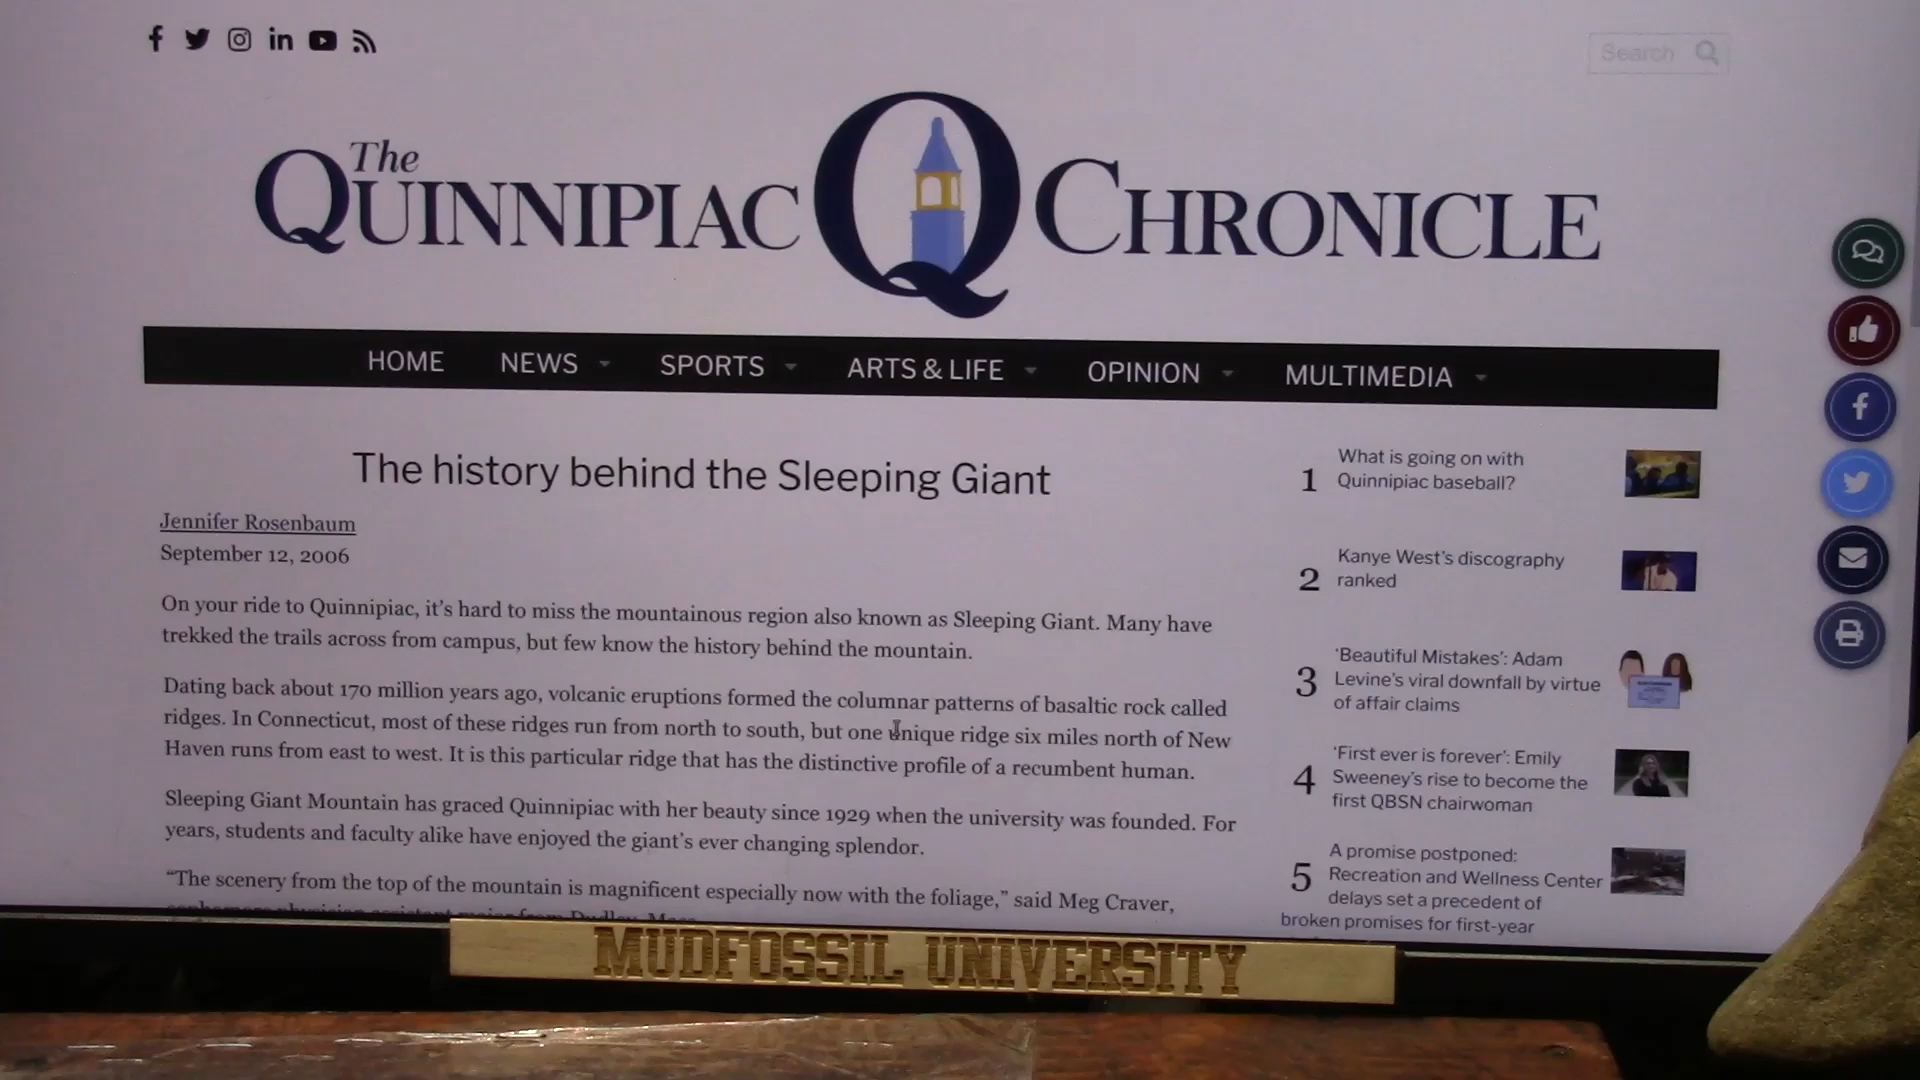 Search
The
QUINNIPIAC Q CHRONICLE
HOME NEWS SPORTS ARTS & LIFE OPINION MULTIMEDIA
The history behind the Sleeping Giant
Jennifer Rosenbaum
September 12, 2006
On your ride to Quinnipiac, it's hard to miss the mountainous region also known as Sleeping Giant. Many have
trekked the trails across from campus, but few know the history behind the mountain.
Dating back about 170 million years ago, volcanic eruptions formed the columnar patterns of basaltic rock called
ridges. In Connecticut, most of these ridges run from north to south, but one unique ridge six miles north of New
Haven runs from east to west. It is this particular ridge that has the distinctive profile of a recumbent human.
Sleeping Giant Mountain has graced Quinnipiac with her beauty since 1929 when the university was founded. For
years, students and faculty alike have enjoyed the giant's ever changing splendor.
“The scenery from the top of the mountain is magnificent especially now with the foliage,” said Meg Craver,
1
What is going on with
Quinnipiac baseball?
2
Kanye West's discography
ranked
3
'Beautiful Mistakes': Adam
Levine's viral downfall by virtue
of affair claims
4
'First ever is forever': Emily
Sweeney's rise to become the
first QBSN chairwoman
5
A promise postponed:
Recreation and Wellness Center
delays set a precedent of
broken promises for first-year
MUDFOSSIL UNIVERSITY